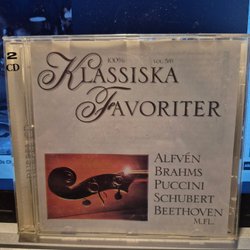 2
CD
100% VOL. 5/6
KLASSISKA
FAVORITER
ALFVÉN
BRAHMS
PUCCINI
SCHUBERT
BEETHOVEN
M.FL.